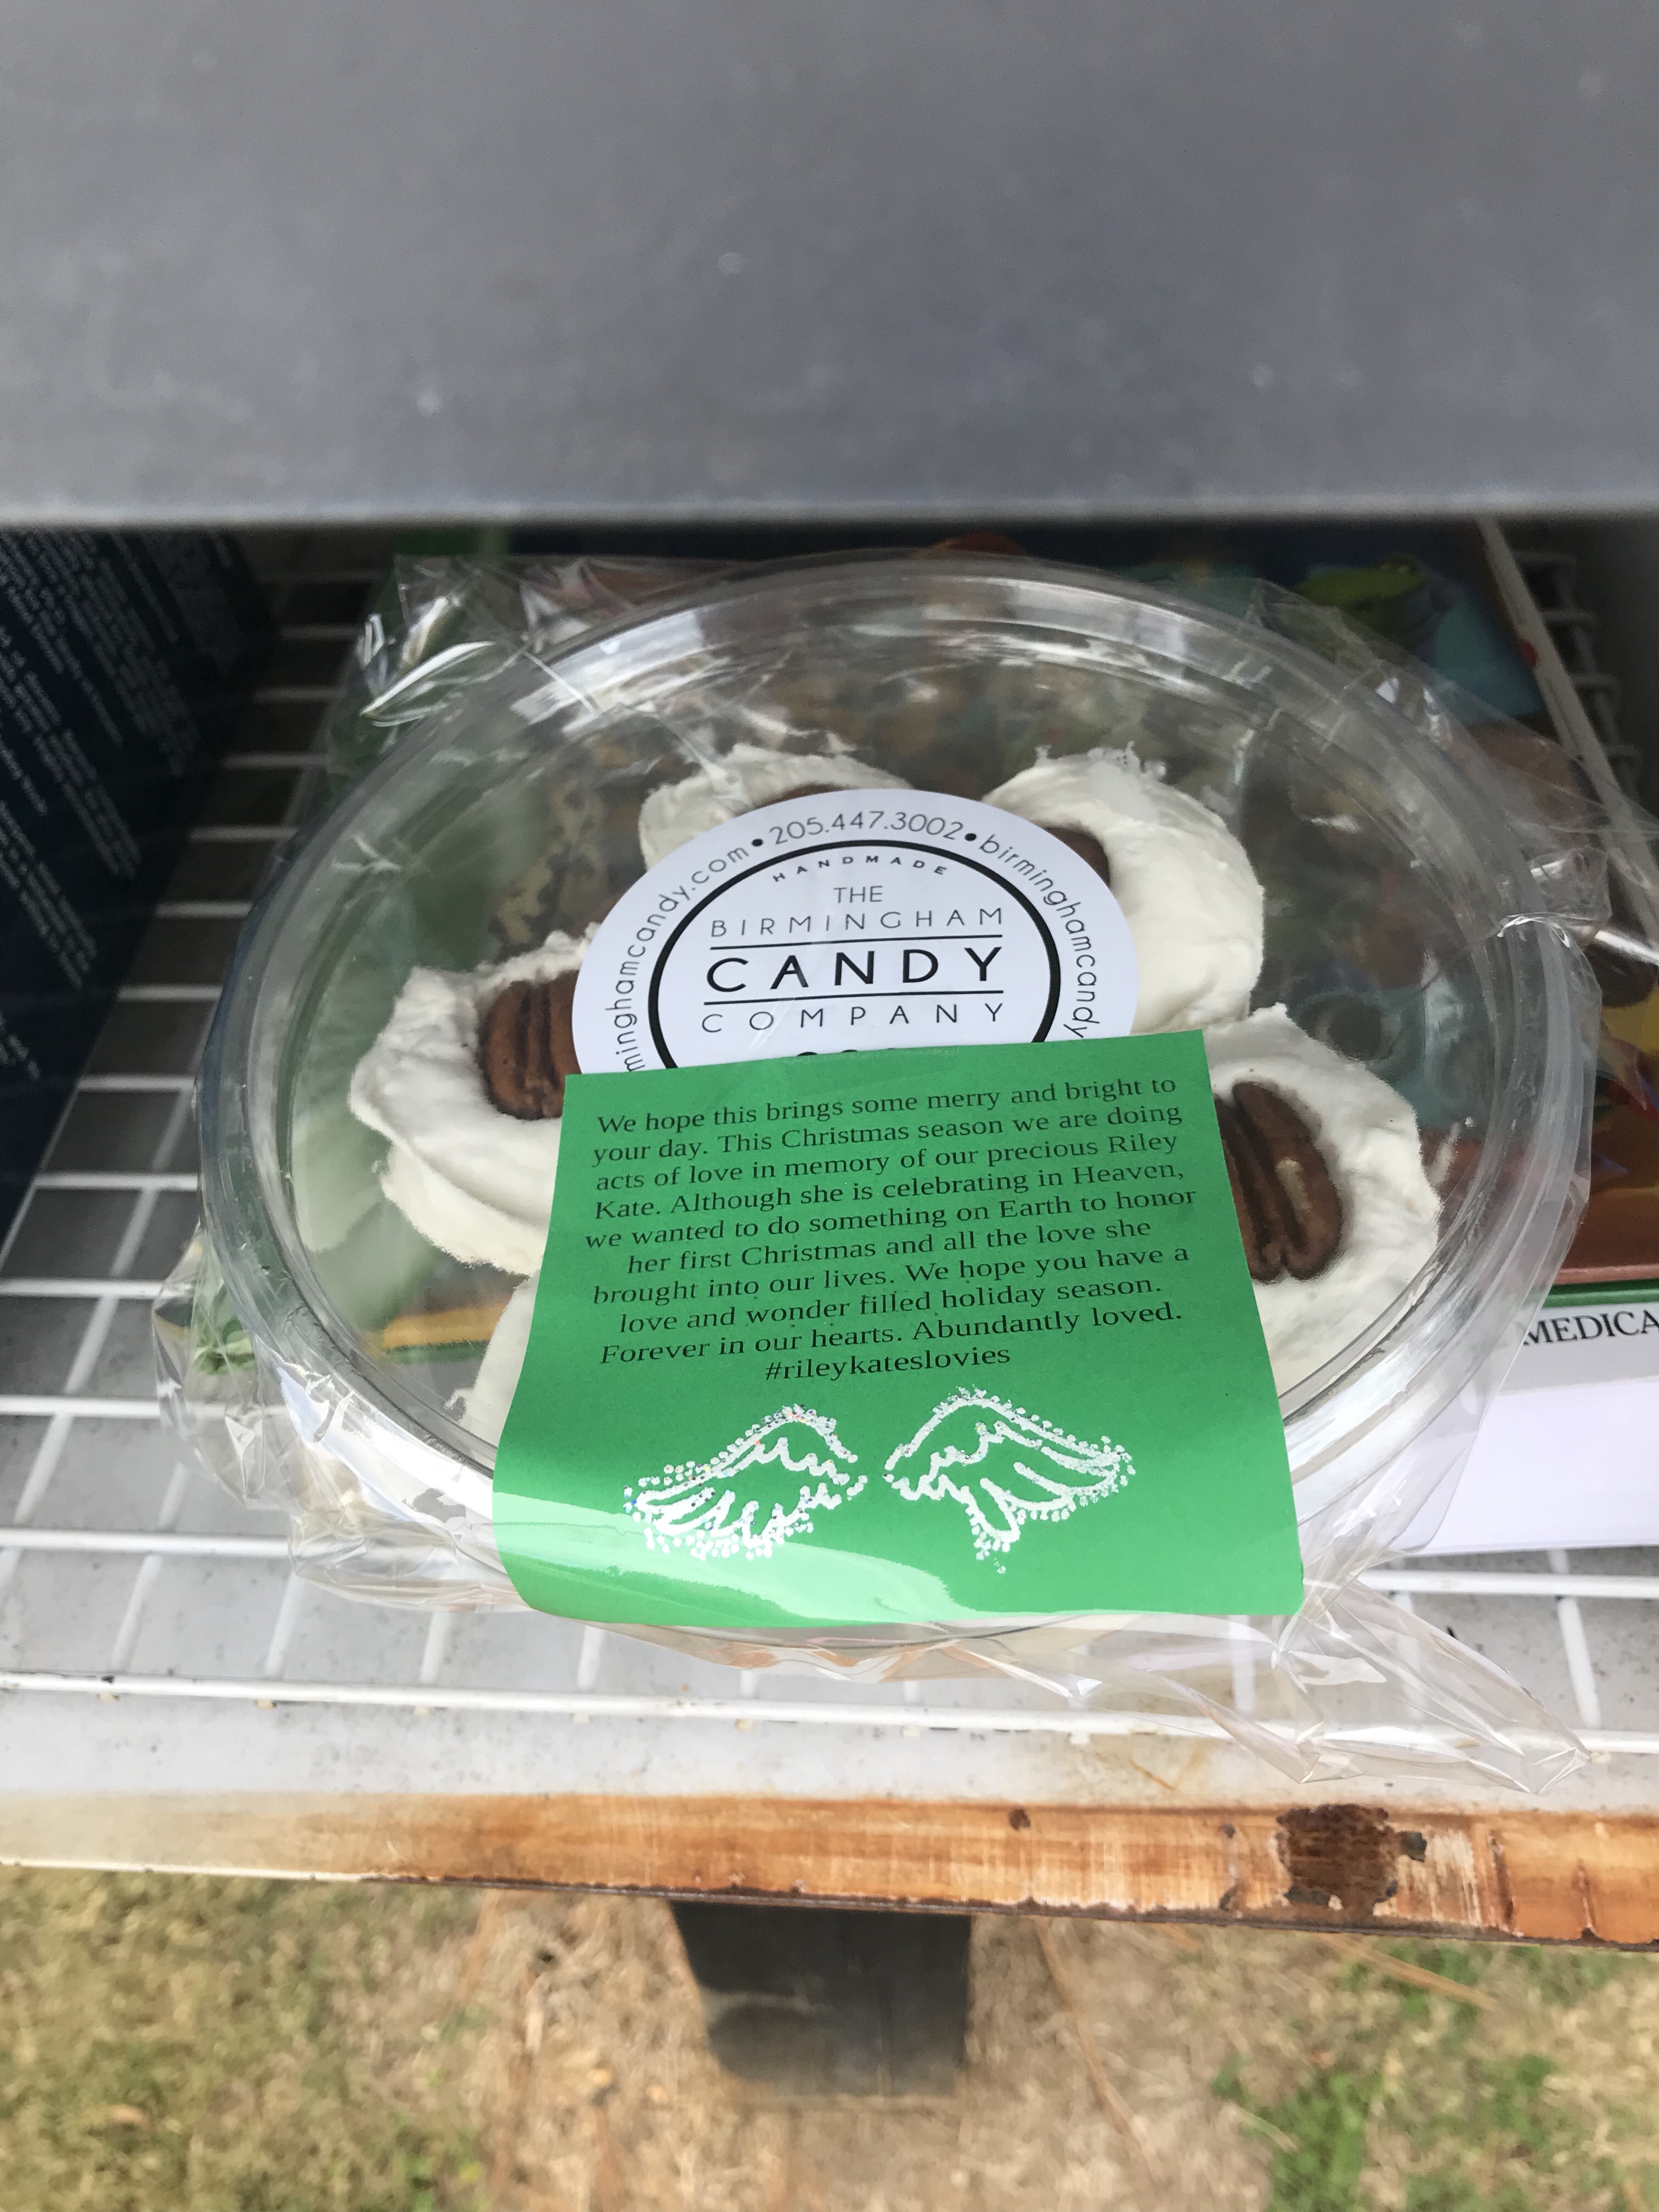 birminghamcandy.com • 205.447.3002 • birminghamcandy
HANDMADE
THE
BIRMINGHAM
CANDY
COMPANY
We hope this brings some merry and bright to
your day. This Christmas season we are doing
acts of love in memory of our precious Riley
Kate. Although she is celebrating in Heaven,
we wanted to do something on Earth to honor
her first Christmas and all the love she
brought into our lives. We hope you have a
love and wonder filled holiday season.
Forever in our hearts. Abundantly loved.
#rileykateslovies